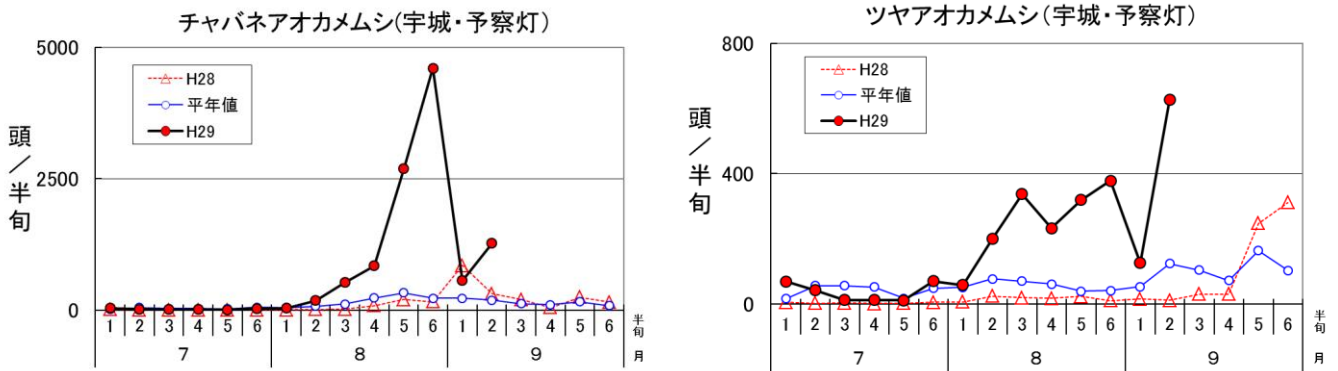 チャバネアオカメムシ(宇城・予察灯)
5000
2500
0
頭/半旬
H28
平年値
H29
1 2 3 4 5 6 1 2 3 4 5 6 1 2 3 4 5 6 半旬
7 8 9 月
ツヤアオカメムシ(宇城・予察灯)
800
400
0
頭/半旬
H28
平年値
H29
1 2 3 4 5 6 1 2 3 4 5 6 1 2 3 4 5 6 半旬
7 8 9 月